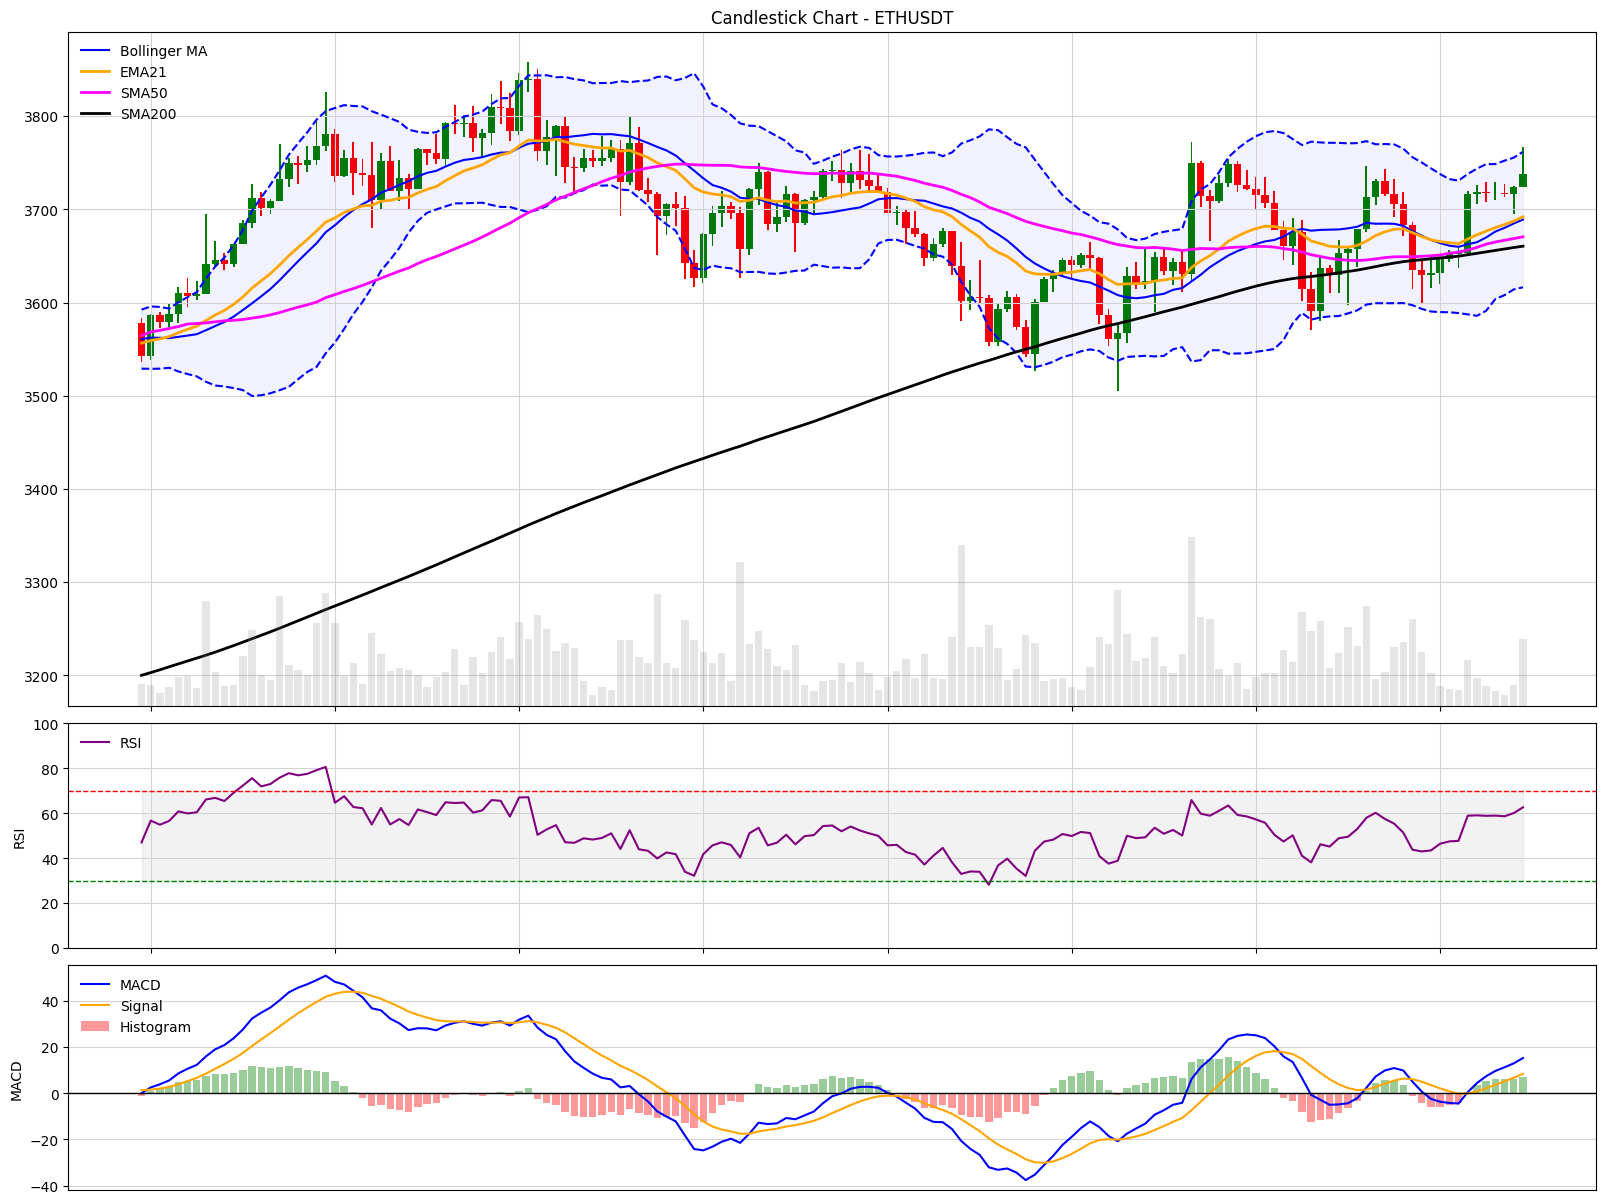 Candlestick Chart - ETHUSDT
Bollinger MA
EMA21
SMA50
SMA200
3800
3700
3600
3500
3400
3300
3200
RSI
100
80
60
40
20
0
RSI
MACD
Signal
Histogram
40
20
0
−20
−40
MACD